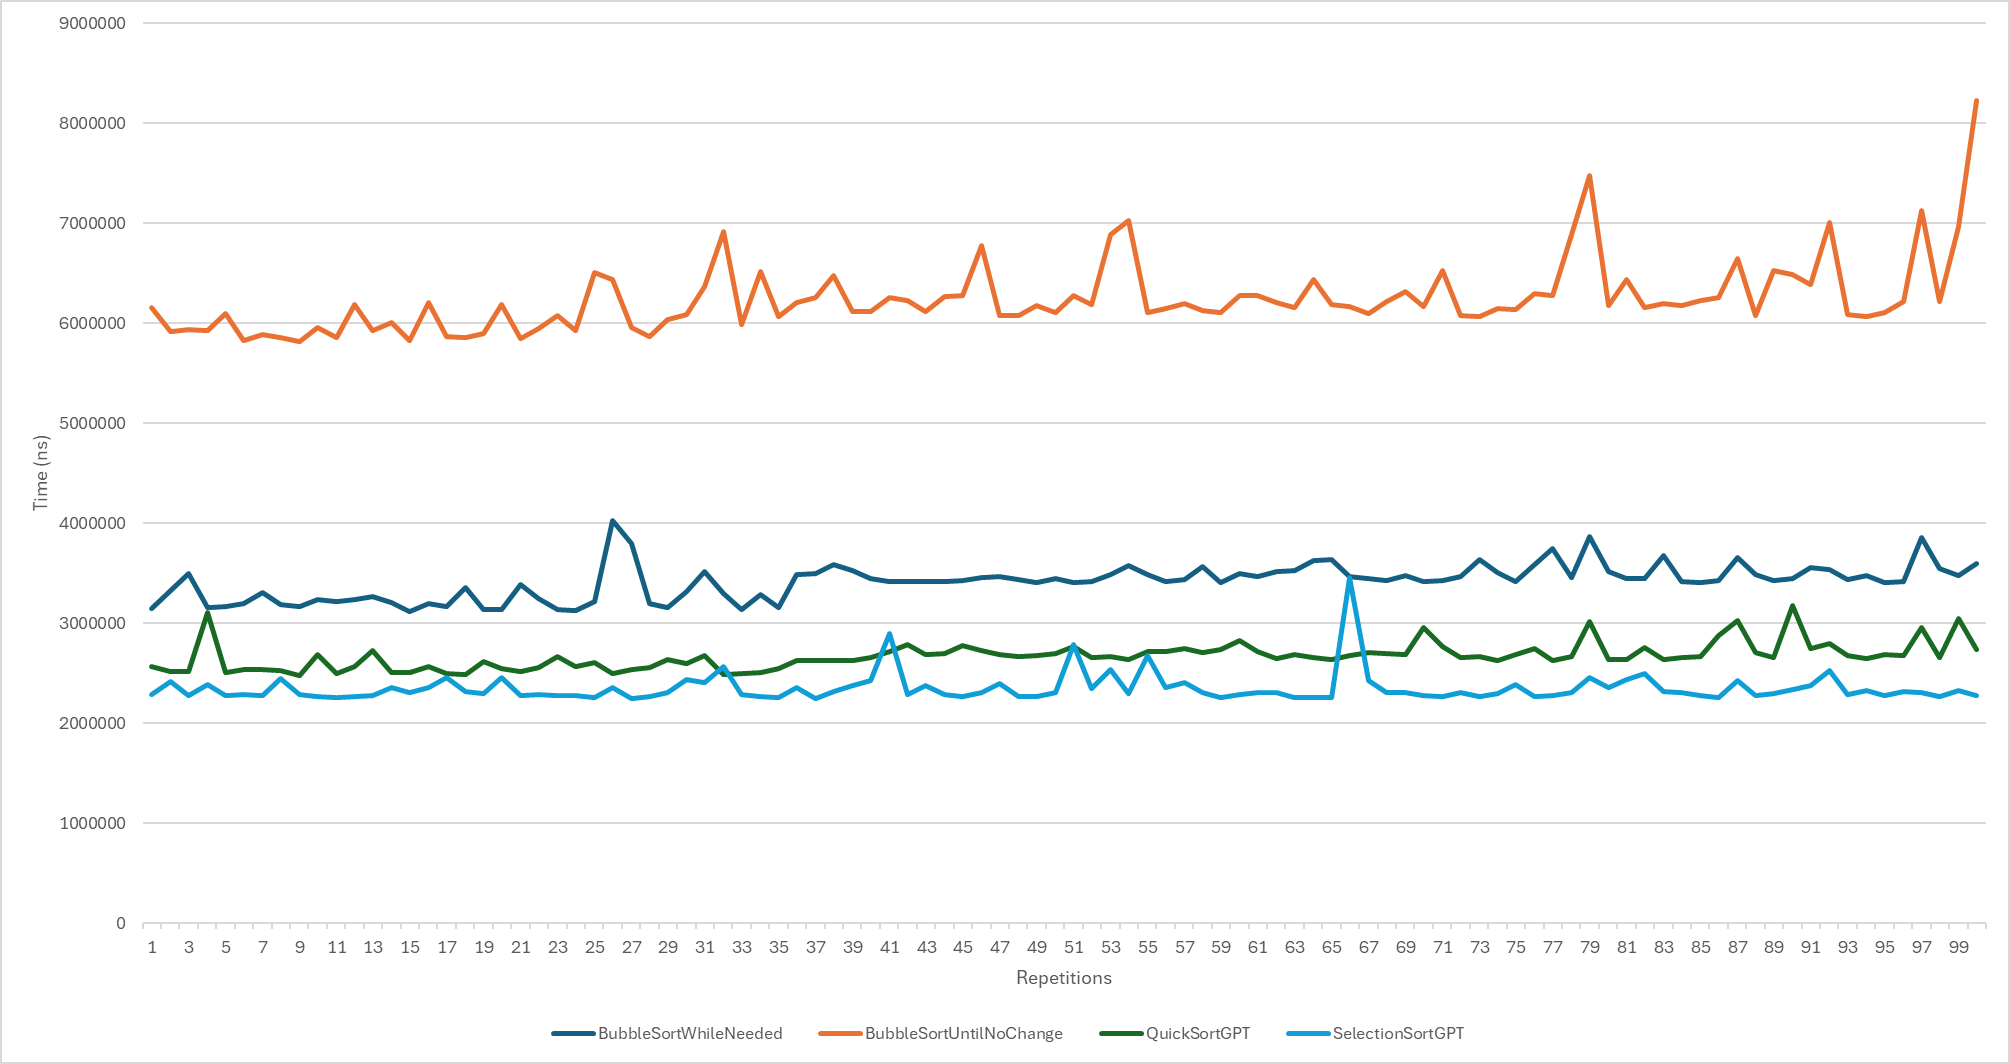 9000000
8000000
7000000
6000000
5000000
4000000
3000000
2000000
1000000
0
Time (ns)
1 3 5 7 9 11 13 15 17 19 21 23 25 27 29 31 33 35 37 39 41 43 45 47 49 51 53 55 57 59 61 63 65 67 69 71 73 75 77 79 81 83 85 87 89 91 93 95 97 99
Repetitions
BubbleSortWhileNeeded BubbleSortUntilNoChange QuickSortGPT SelectionSortGPT